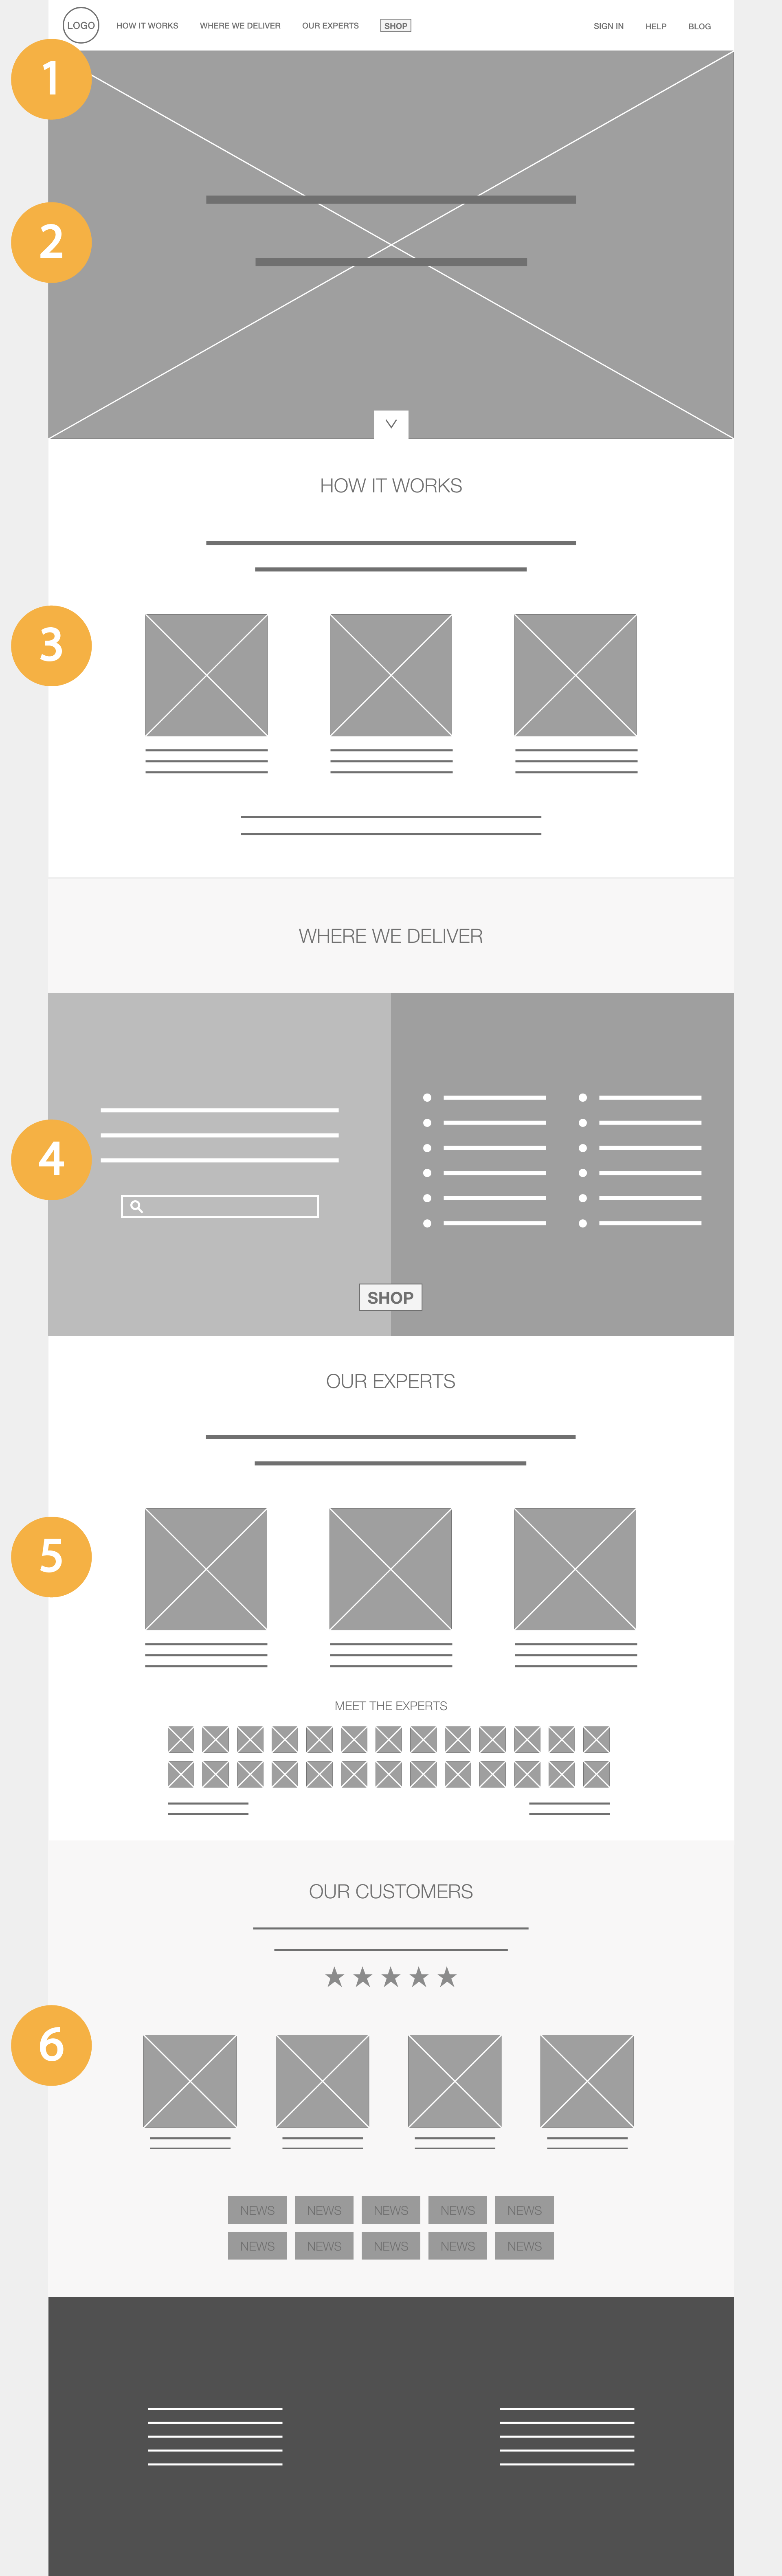 LOGO HOW IT WORKS WHERE WE DELIVER OUR EXPERTS SHOP SIGN IN HELP BLOG
1
2
HOW IT WORKS
3
WHERE WE DELIVER
4
SHOP
OUR EXPERTS
5
MEET THE EXPERTS
OUR CUSTOMERS
6
NEWS NEWS NEWS NEWS NEWS
NEWS NEWS NEWS NEWS NEWS